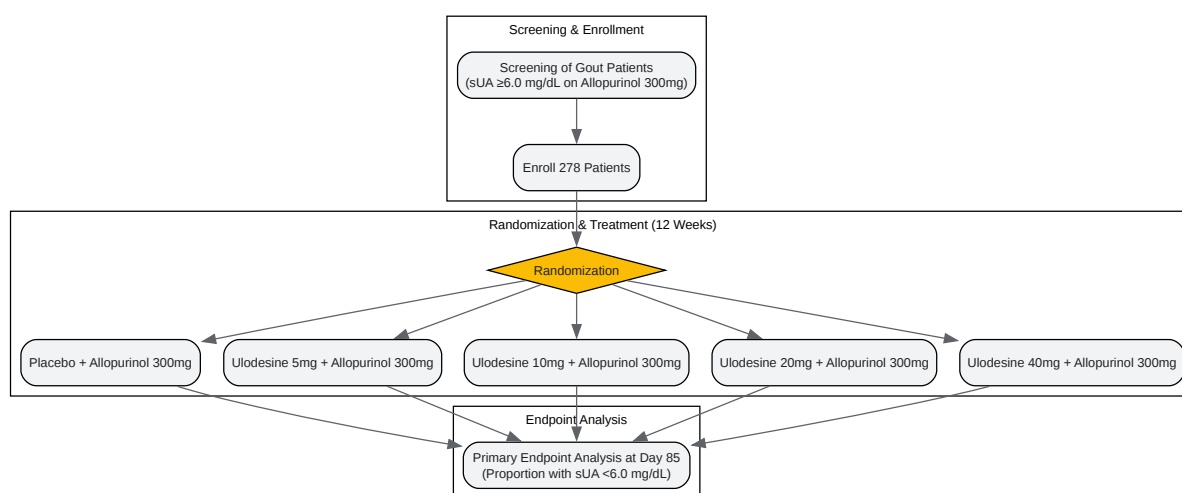 Screening & Enrollment
Screening of Gout Patients
(sUA ≥6.0 mg/dL on Allopurinol 300mg)
Enroll 278 Patients
Randomization & Treatment (12 Weeks)
Randomization
Placebo + Allopurinol 300mg
Ulodesine 5mg + Allopurinol 300mg
Ulodesine 10mg + Allopurinol 300mg
Ulodesine 20mg + Allopurinol 300mg
Ulodesine 40mg + Allopurinol 300mg
Endpoint Analysis
Primary Endpoint Analysis at Day 85
(Proportion with sUA <6.0 mg/dL)